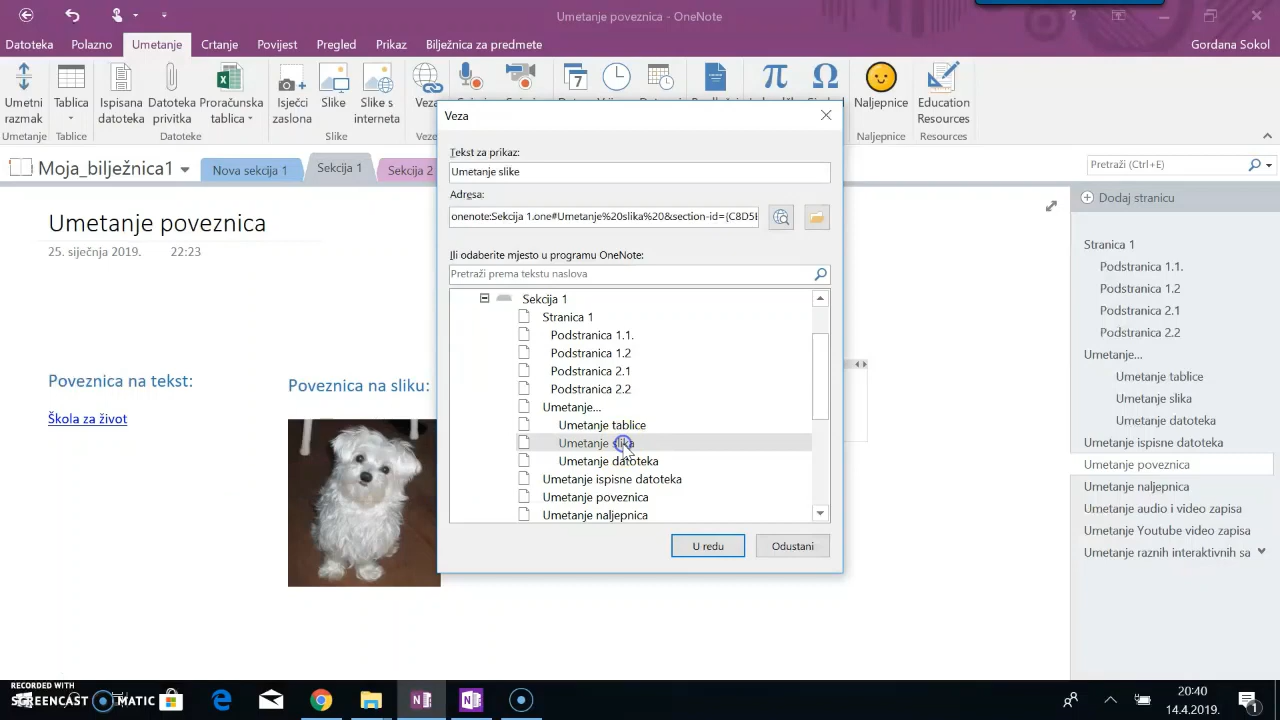 Umetanje poveznica - OneNote
Datoteka Polazno Umetanje Crtanje Povijest Pregled Prikaz Bilježnica za predmete Gordana Sokol
Umetni razmak
Tablica
Ispisana datoteka
Datoteka privitka
Proračunska tablica
Isječci zaslona
Slike
Slike s interneta
Veza
Naljepnice
Education Resources
Umetanje Tablice Datoteke Slike Veze Naljepnice Resources
Moja_bilježnica1 Nova sekcija 1 Sekcija 1 Sekcija 2 Pretraži (Ctrl+E)
Umetanje poveznica
25. siječnja 2019. 22:23
Poveznica na tekst:
Škola za život
Poveznica na sliku:
Veza
Tekst za prikaz:
Umetanje slike
Adresa:
onenote:Sekcija 1.one#Umetanje%20slika%20&section-id={C8D5E
Ili odaberite mjesto u programu OneNote:
Pretraži prema tekstu naslova
Sekcija 1
Stranica 1
Podstranica 1.1.
Podstranica 1.2
Podstranica 2.1
Podstranica 2.2
Umetanje...
Umetanje tablice
Umetanje slika
Umetanje datoteka
Umetanje ispisne datoteka
Umetanje poveznica
Umetanje naljepnica
U redu Odustani
Dodaj stranicu
Stranica 1
Podstranica 1.1.
Podstranica 1.2
Podstranica 2.1
Podstranica 2.2
Umetanje...
Umetanje tablice
Umetanje slika
Umetanje datoteka
Umetanje ispisne datoteka
Umetanje poveznica
Umetanje naljepnica
Umetanje audio i video zapisa
Umetanje Youtube video zapisa
Umetanje raznih interaktivnih sa
RECORDED WITH
SCREENCAST MATIC
20:40
14.4.2019.